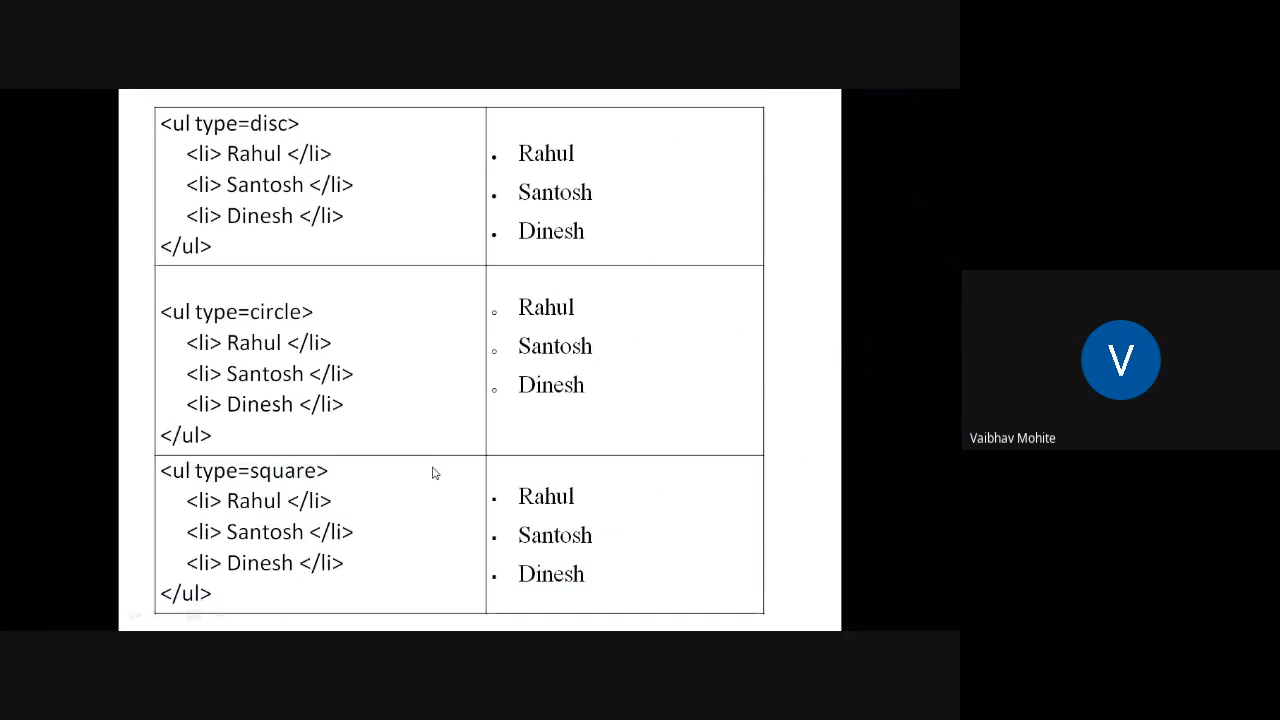 <ul type=disc>
<li> Rahul </li>
<li> Santosh </li>
<li> Dinesh </li>
</ul>
Rahul
Santosh
Dinesh
<ul type=circle>
<li> Rahul </li>
<li> Santosh </li>
<li> Dinesh </li>
</ul>
Rahul
Santosh
Dinesh
<ul type=square>
<li> Rahul </li>
<li> Santosh </li>
<li> Dinesh </li>
</ul>
Rahul
Santosh
Dinesh
V
Vaibhav Mohite